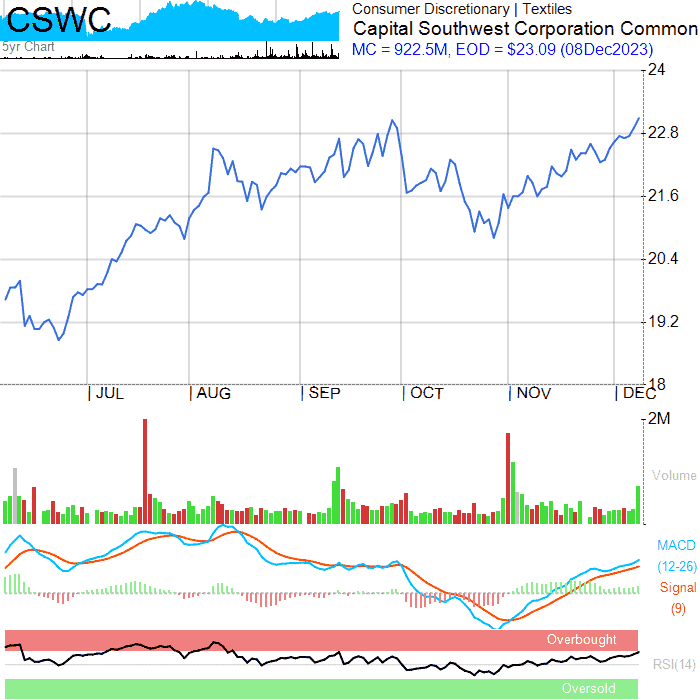 CSWC
5yr Chart
Consumer Discretionary | Textiles
Capital Southwest Corporation Common
MC = 922.5M, EOD = $23.09 (08Dec2023)
24
22.8
21.6
20.4
19.2
18
JUL AUG SEP OCT NOV DEC
2M
Volume
MACD
(12-26)
Signal
(9)
Overbought
RSI(14)
Oversold